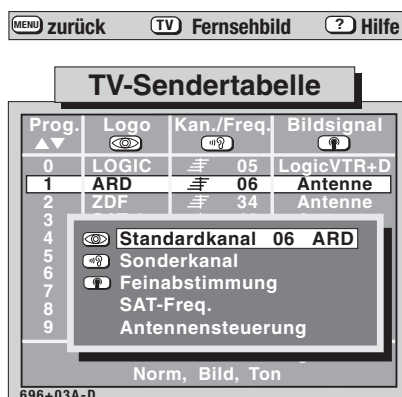 MENU zurück TV Fernsehbild ? Hilfe
TV-Sendertabelle
Prog. Logo Kan./Freq. Bildsignal
0 LOGIC 05 LogicVTR+D
1 ARD 06 Antenne
2 ZDF 34 Antenne
3
4 Standardkanal 06 ARD
5 Sonderkanal
6
7 Feinabstimmung
8 SAT-Freq.
9 Antennensteuerung
Norm, Bild, Ton
696+03A-D